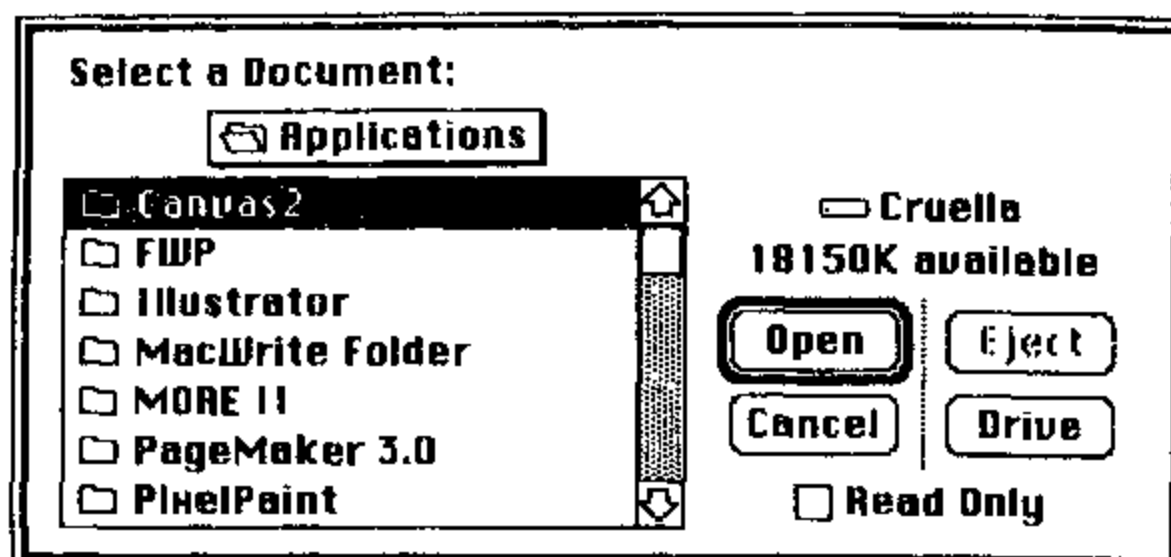 Select a Document:
Applications
Canvas2
FWP
Illustrator
MacWrite Folder
MORE II
PageMaker 3.0
PixelPaint
Cruella
18150K available
Open
Eject
Cancel
Drive
Read Only